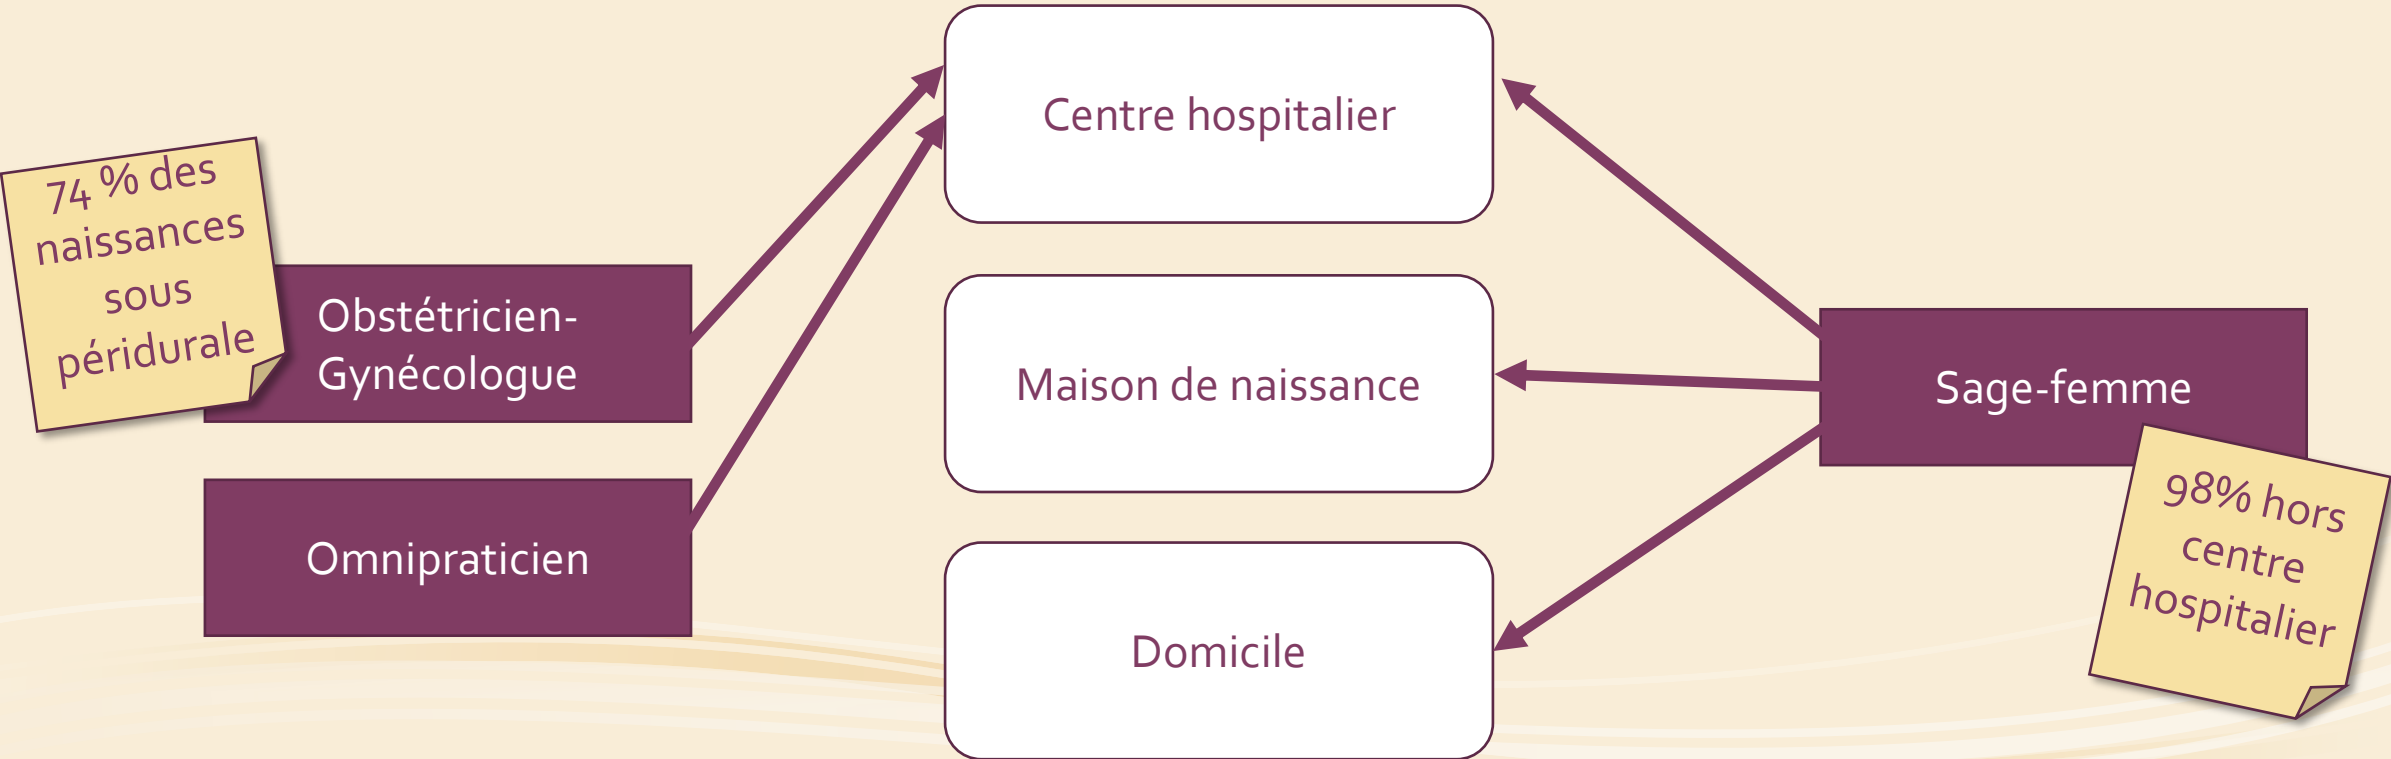 74 % des
naissances
sous
péridurale
Obstétricien-
Gynécologue
Omnipraticien
Centre hospitalier
Maison de naissance
Domicile
Sage-femme
98% hors
centre
hospitalier